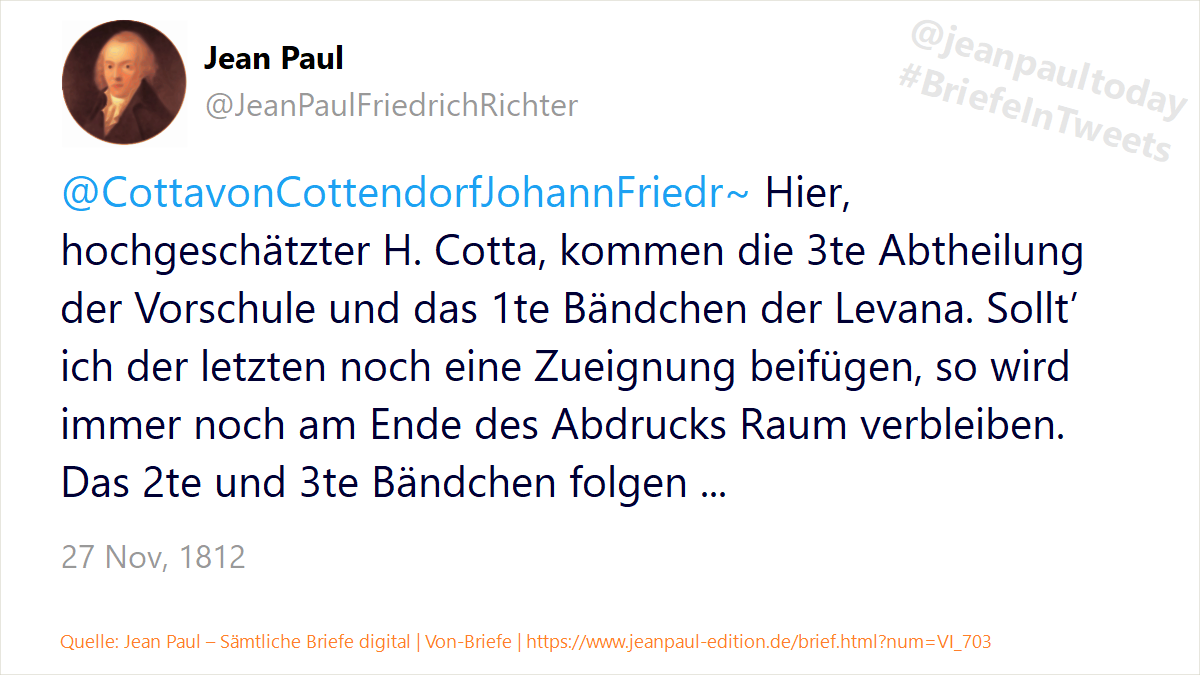 Jean Paul
@JeanPaulFriedrichRichter
@jeanpaultoday
#BriefeInTweets
@CottavonCottendorfJohannFriedr~ Hier,
hochgeschätzter H. Cotta, kommen die 3te Abtheilung
der Vorschule und das 1te Bändchen der Levana. Sollt’
ich der letzten noch eine Zueignung beifügen, so wird
immer noch am Ende des Abdrucks Raum verbleiben.
Das 2te und 3te Bändchen folgen ...
27 Nov, 1812
Quelle: Jean Paul – Sämtliche Briefe digital | Von-Briefe | https://www.jeanpaul-edition.de/brief.html?num=VI_703